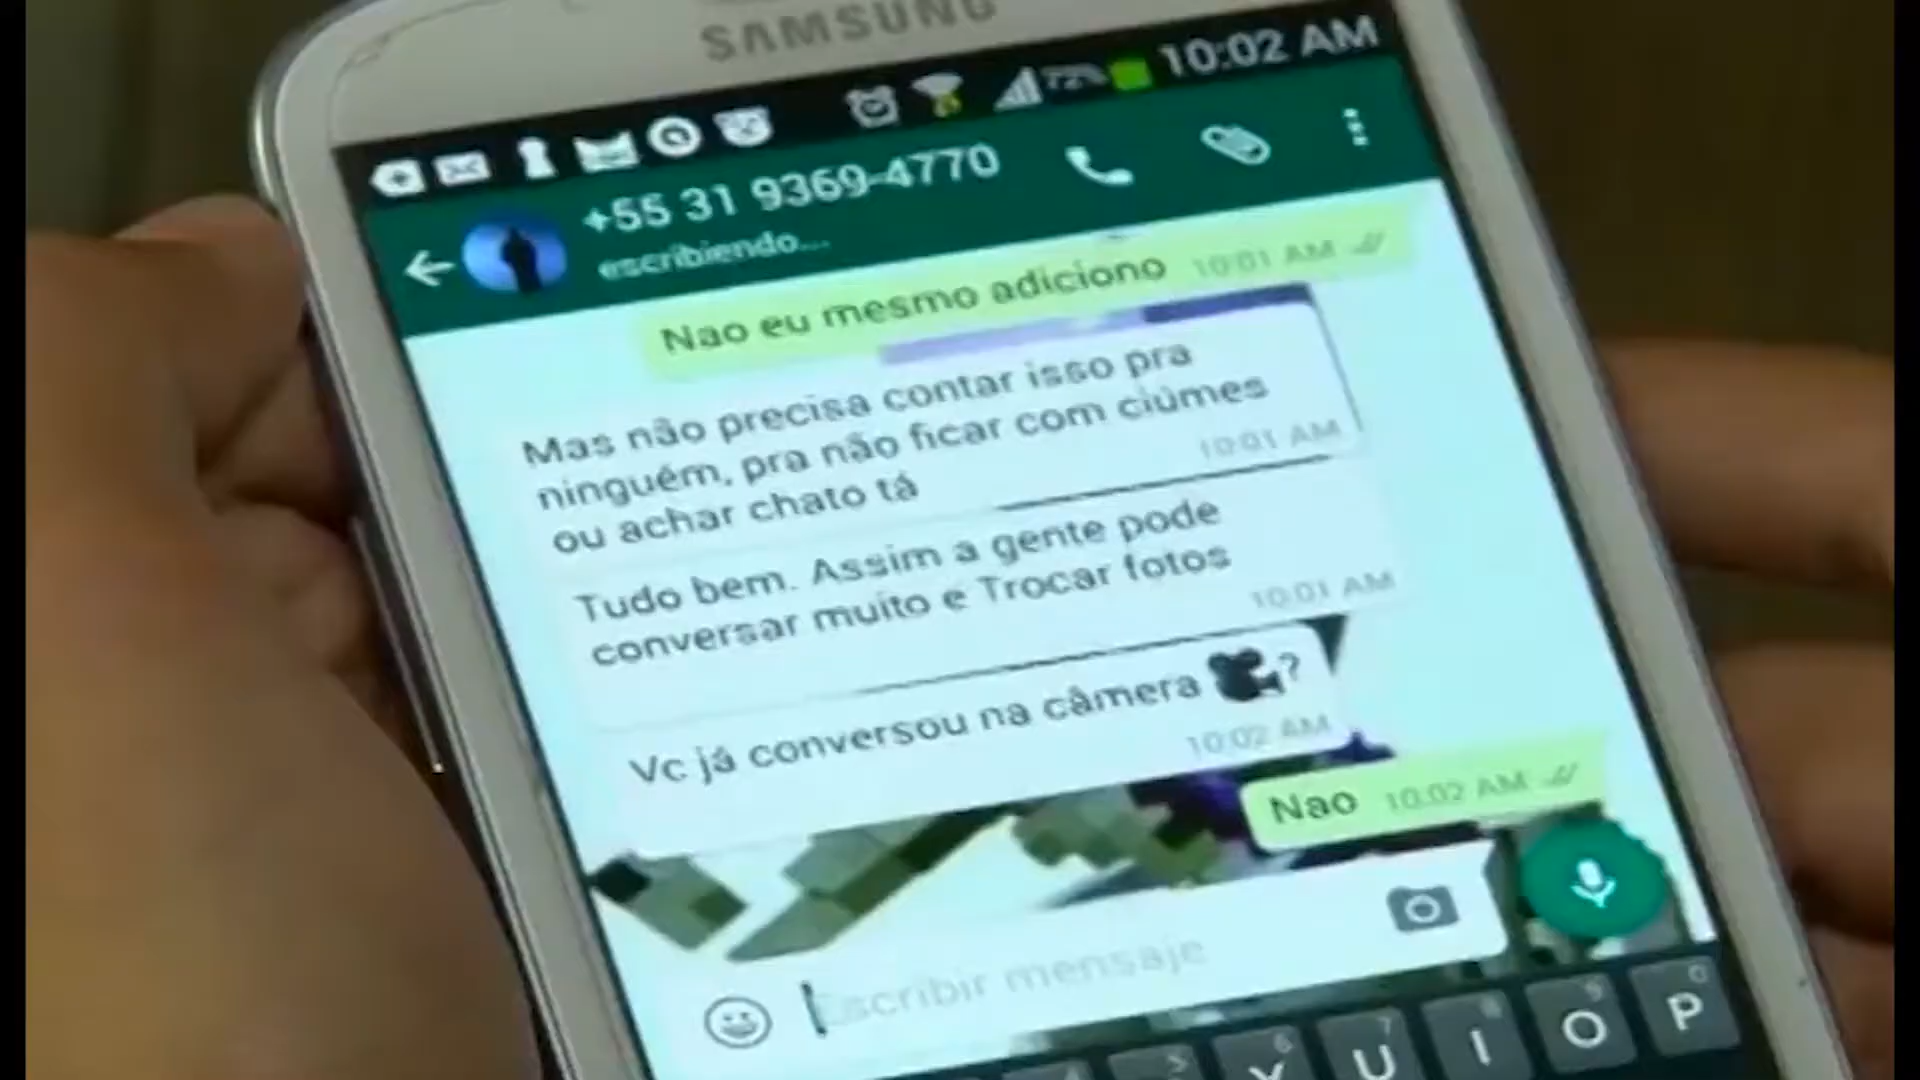 SAMSUNG
72% 10:02 AM
+55 31 9369-4770
escribiendo...
Nao eu mesmo adiciono 10:01 AM
Mas não precisa contar isso pra
ninguém, pra não ficar com ciúmes
ou achar chato tá
10:01 AM
Tudo bem. Assim a gente pode
conversar muito e Trocar fotos
10:01 AM
Vc já conversou na câmera ?
10:02 AM
Nao 10:02 AM
Escribir mensaje
Y U I O P